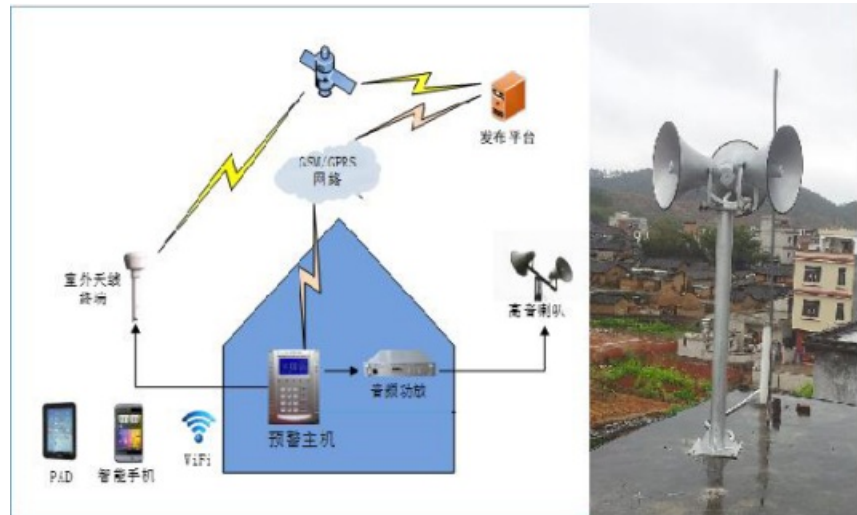 GSM/GPRS
网络
发布平台
室外天线
终端
高音喇叭
音频功放
预警主机
PAD
智能手机
WiFi